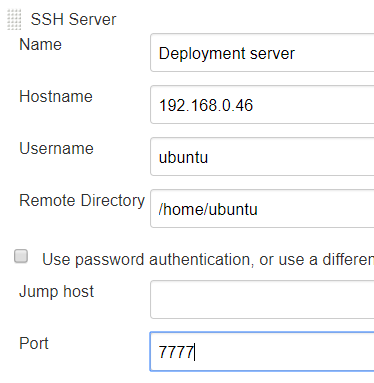 SSH Server
Name
Deployment server
Hostname
192.168.0.46
Username
ubuntu
Remote Directory
/home/ubuntu
Use password authentication, or use a differen
Jump host
Port
7777